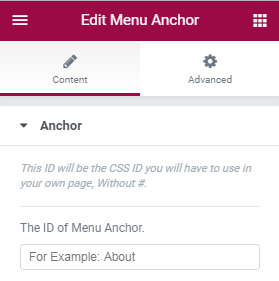 Edit Menu Anchor
Content
Advanced
Anchor
This ID will be the CSS ID you will have to use in
your own page, Without #.
The ID of Menu Anchor.
For Example: About